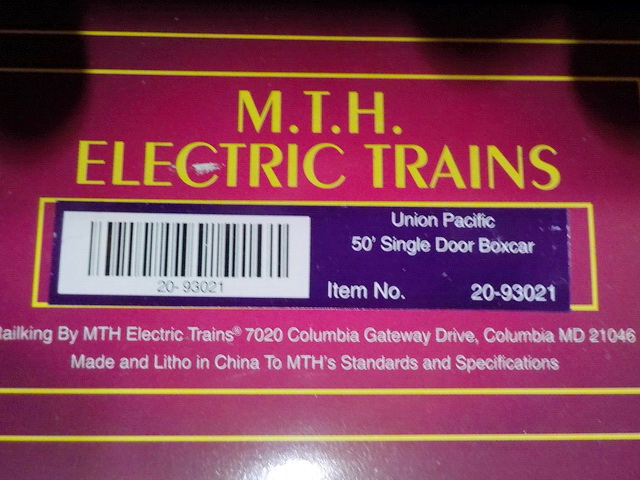 M.T.H.
ELECTRIC TRAINS
Union Pacific
50' Single Door Boxcar
20-93021
Item No. 20-93021
By MTH Electric Trains® 7020 Columbia Gateway Drive, Columbia MD 21046
Made and Litho in China To MTH's Standards and Specifications